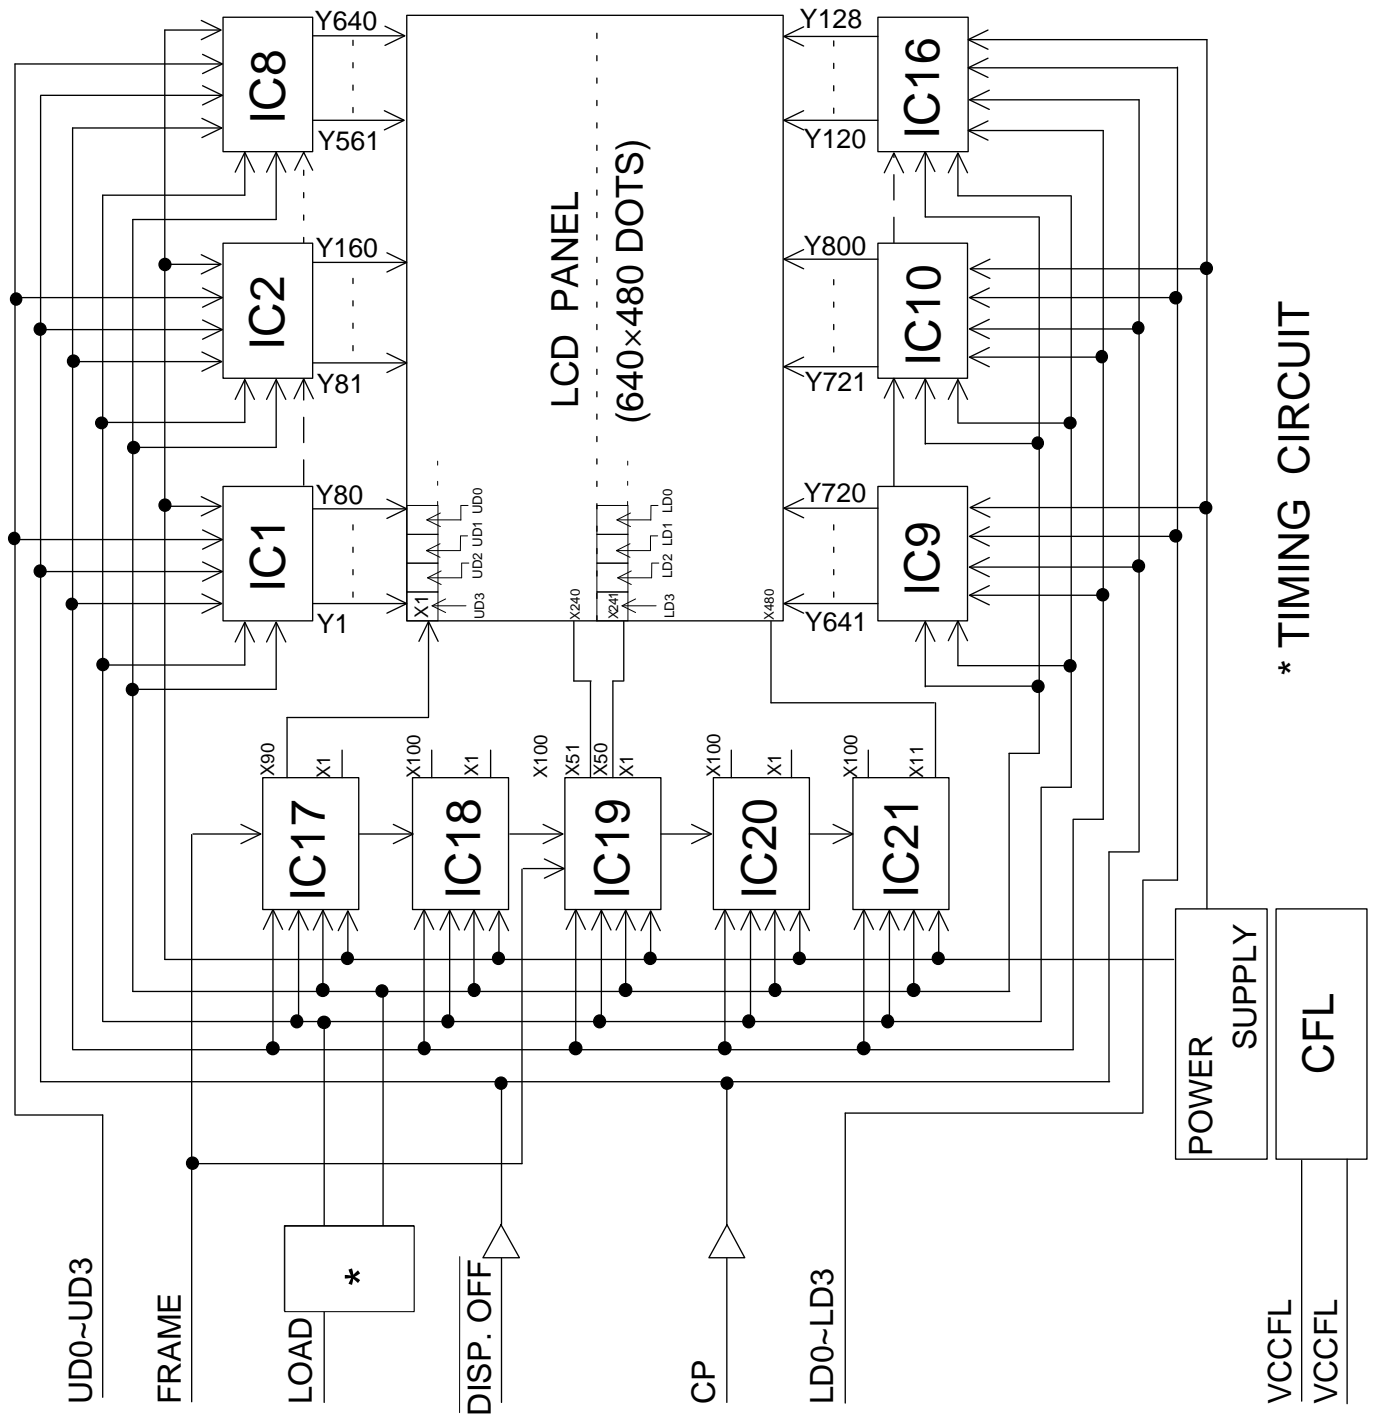 Y640
IC8
Y561
Y160
IC2
Y81
Y80
IC1
Y1
LCD PANEL
(640×480 DOTS)
UD0
UD1
UD2
UD3
X1
LD0
LD1
LD2
LD3
X240
X241
X480
Y128
IC16
Y120
Y800
IC10
Y721
Y720
IC9
Y641
* TIMING CIRCUIT
X90
X1
IC17
X100
X1
IC18
X100
X51
X50
X1
IC19
X100
X1
IC20
X100
X11
IC21
POWER
SUPPLY
CFL
UD0~UD3
FRAME
LOAD
*
DISP. OFF
CP
LD0~LD3
VCCFL
VCCFL